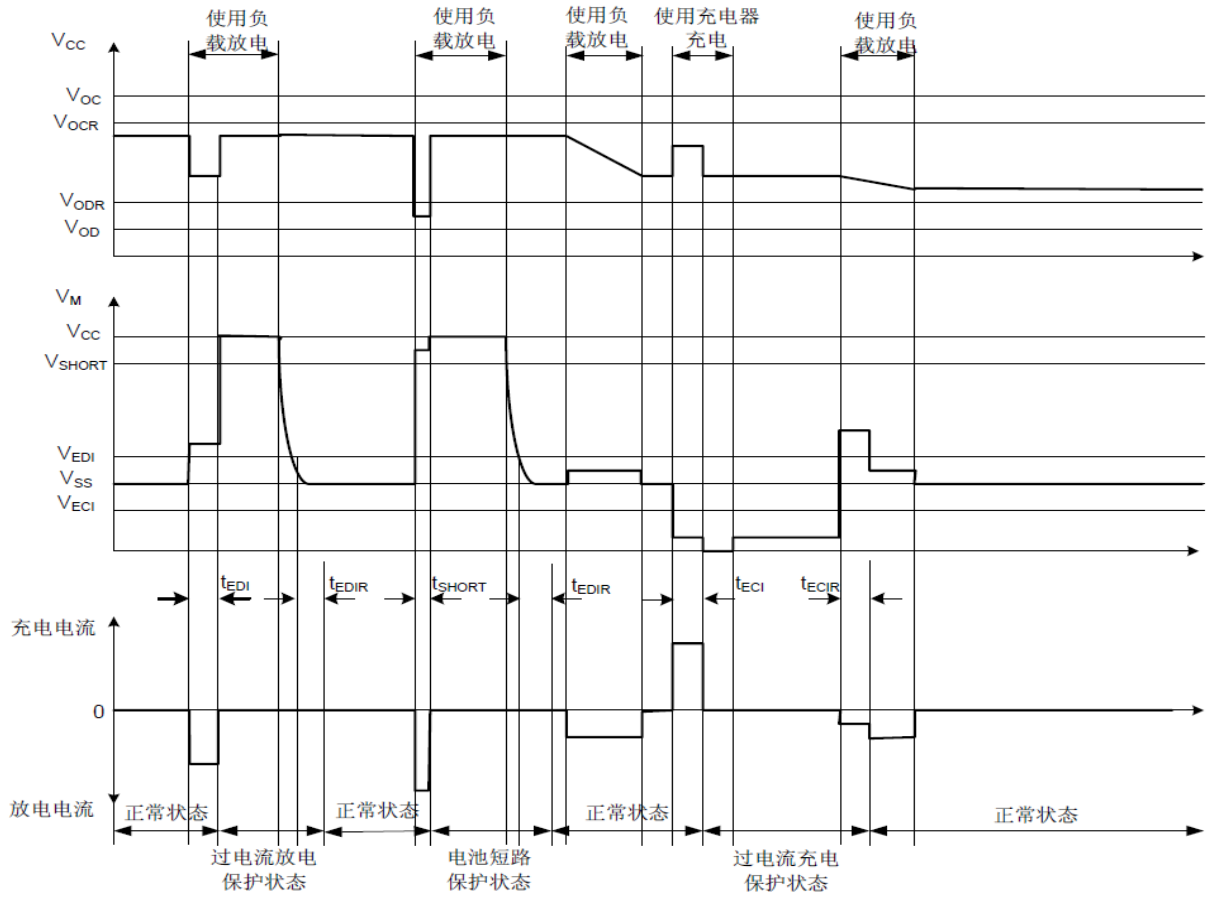 使用负
载放电
使用负
载放电
使用负
载放电
使用充电器
充电
使用负
载放电
VCC
VOC
VOCR
VODR
VOD
VM
VCC
VSHORT
VEDI
VSS
VECI
tEDI
tEDIR
tSHORT
tEDIR
tECI
tECIR
充电电流
0
放电电流
正常状态
正常状态
正常状态
正常状态
过电流放电
保护状态
电池短路
保护状态
过电流充电
保护状态